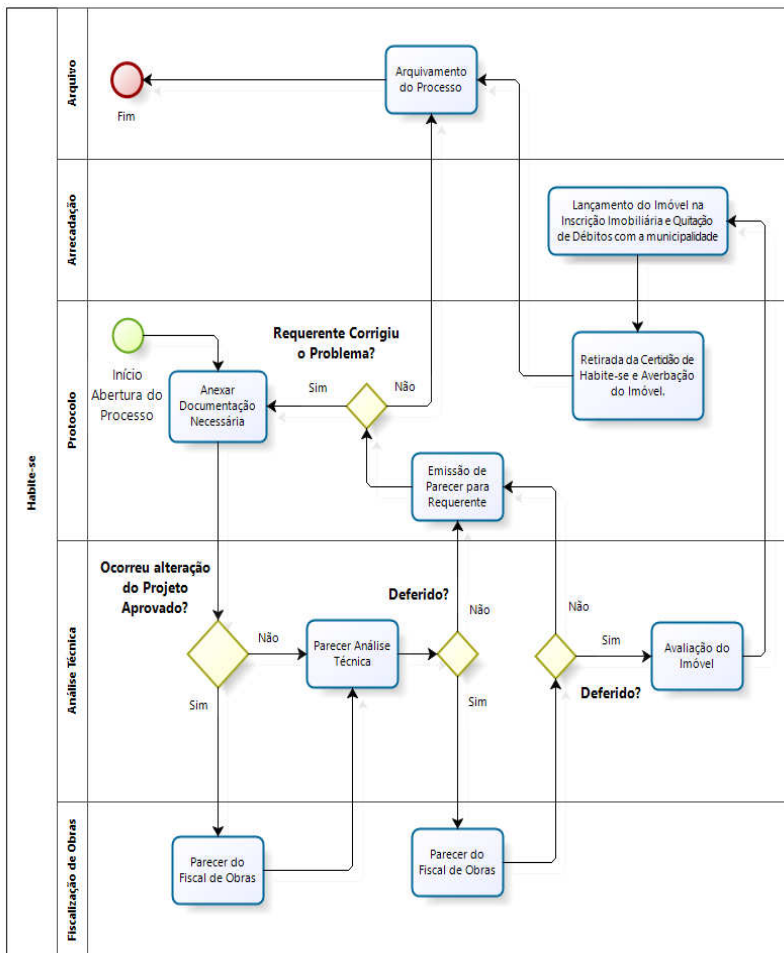 Habite-se
Arquivo
Arquivamento
do Processo
Fim
Arrecadação
Lançamento do Imóvel na
Inscrição Imobiliária e Quitação
de Débitos com a municipalidade
Protocolo
Início
Abertura do
Processo
Anexar
Documentação
Necessária
Requerente Corrigiu
o Problema?
Sim
Não
Retirada da Certidão de
Habite-se e Averbação
do Imóvel.
Emissão de
Parecer para
Requerente
Análise Técnica
Ocorreu alteração
do Projeto
Aprovado?
Não
Sim
Parecer Análise
Técnica
Deferido?
Não
Sim
Não
Sim
Deferido?
Avaliação do
Imóvel
Fiscalização de Obras
Parecer do
Fiscal de Obras
Parecer do
Fiscal de Obras